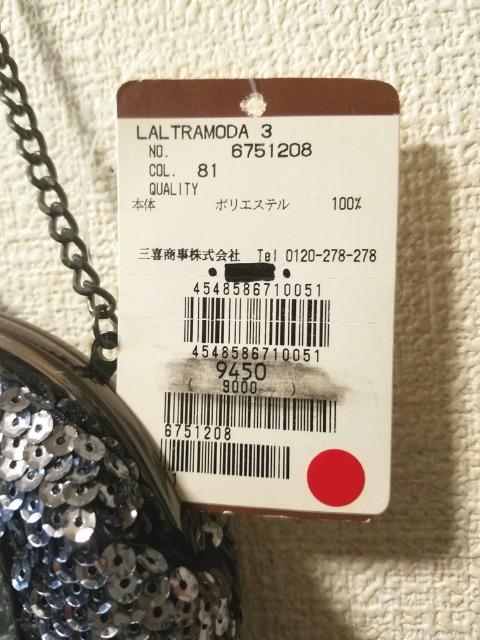 LALTRAMODA 3
NO. 6751208
COL. 81
QUALITY
本体 ポリエステル 100%
三喜商事株式会社 Tel 0120-278-278
4548586710051
4548586710051
9450
( 9000 )
6751208
1